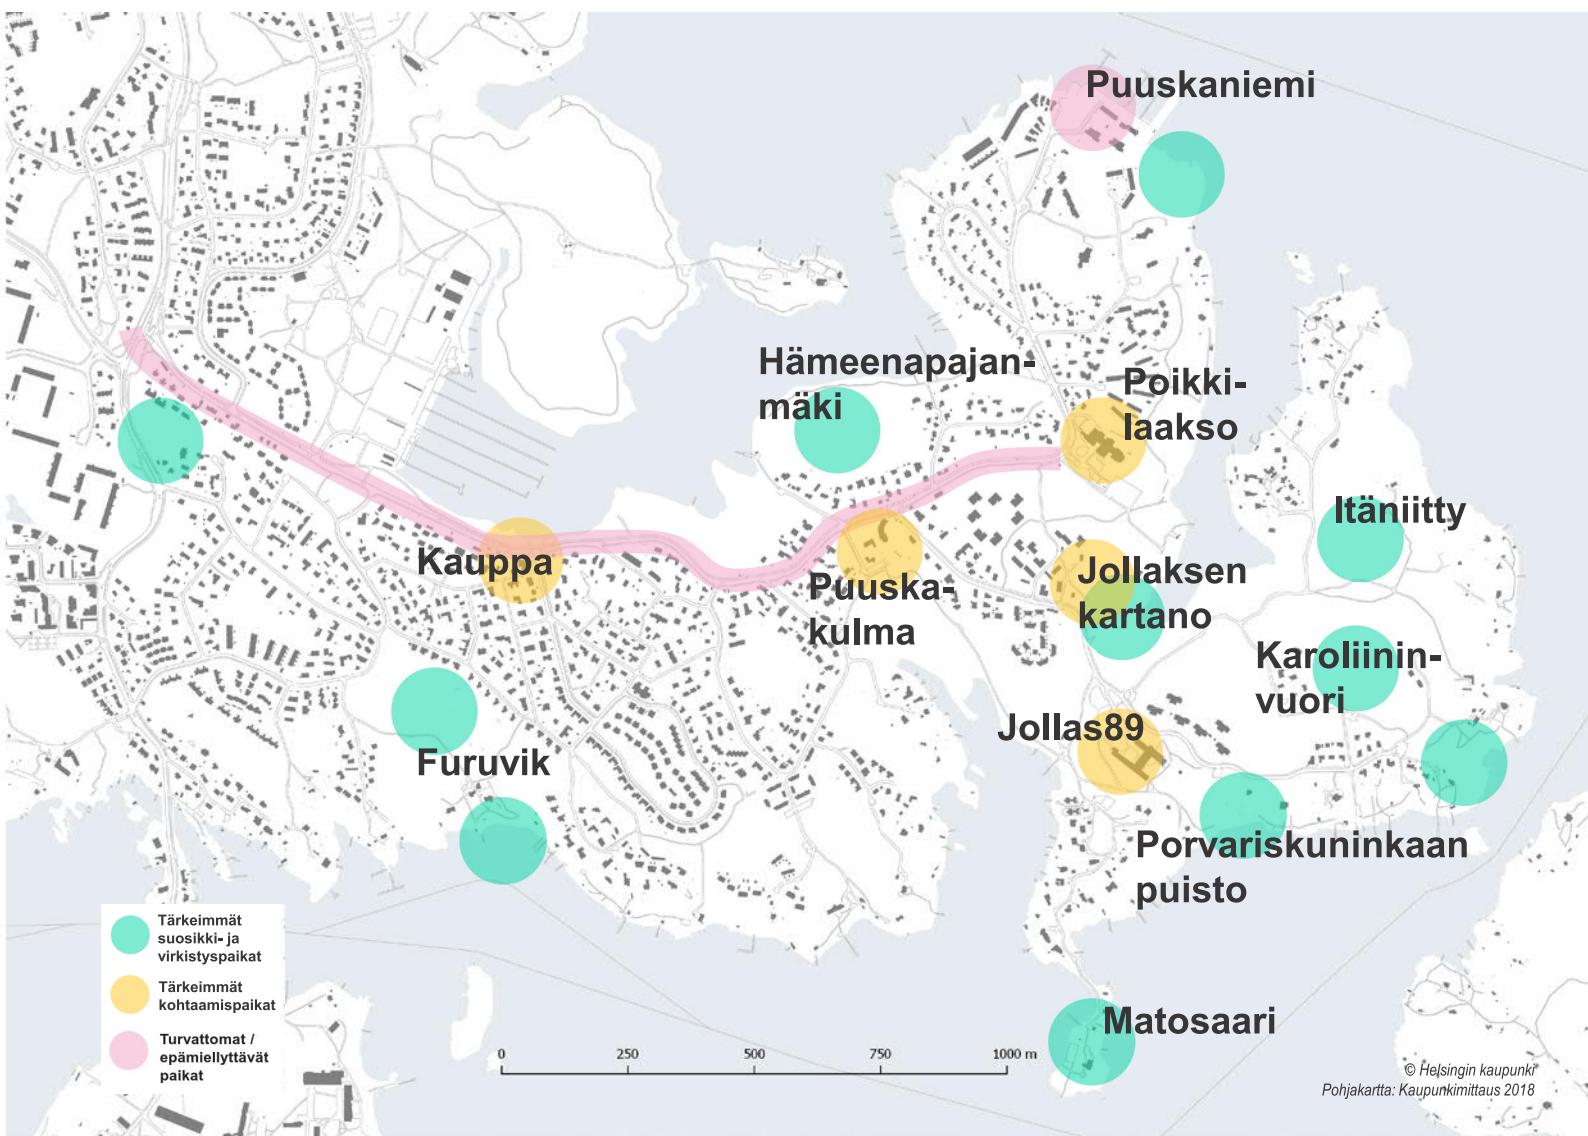 Puuskaniemi
Hämeenapajan-
mäki
Poikki-
laakso
Itäniitty
Kauppa
Puuska-
kulma
Jollaksen
kartano
Karoliinin-
vuori
Jollas89
Furuvik
Porvariskuninkaan
puisto
Matosaari
Tärkeimmät
suosikki- ja
virkistyspaikat
Tärkeimmät
kohtaamispaikat
Turvattomat /
epämiellyttävät
paikat
0 250 500 750 1000 m
© Helsingin kaupunki
Pohjakartta: Kaupunkimittaus 2018